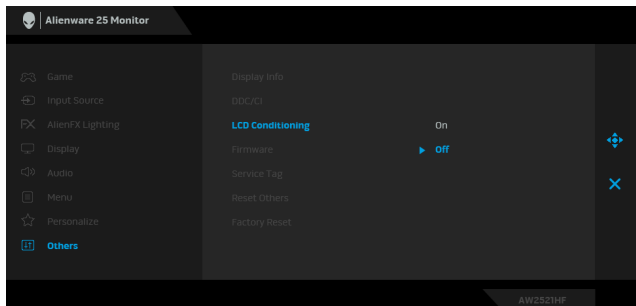 Alienware 25 Monitor
Game
Input Source
AlienFX Lighting
Display
Audio
Menu
Personalize
Others
Display Info
DDC/CI
LCD Conditioning On
Firmware Off
Service Tag
Reset Others
Factory Reset
AW2521HF